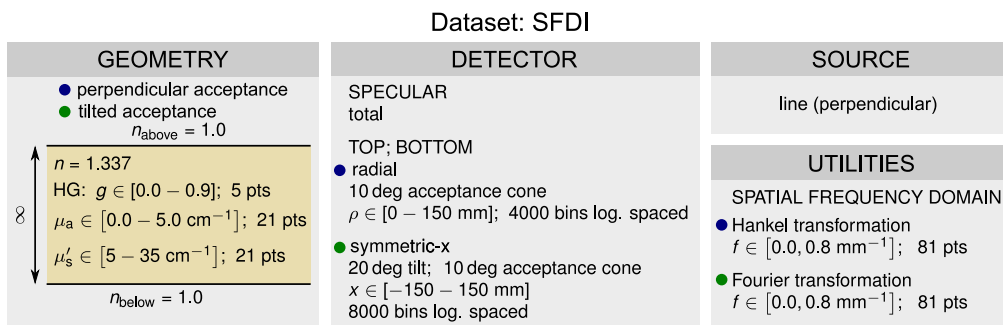 Dataset: SFDI
GEOMETRY
● perpendicular acceptance
● tilted acceptance
n_above = 1.0
∞
n = 1.337
HG: g ∈ [0.0 − 0.9]; 5 pts
μ_a ∈ [0.0 − 5.0 cm⁻¹]; 21 pts
μ′_s ∈ [5 − 35 cm⁻¹]; 21 pts
n_below = 1.0
DETECTOR
SPECULAR
total
TOP; BOTTOM
● radial
10 deg acceptance cone
ρ ∈ [0 − 150 mm]; 4000 bins log. spaced
● symmetric-x
20 deg tilt; 10 deg acceptance cone
x ∈ [−150 − 150 mm]
8000 bins log. spaced
SOURCE
line (perpendicular)
UTILITIES
SPATIAL FREQUENCY DOMAIN
● Hankel transformation
f ∈ [0.0, 0.8 mm⁻¹]; 81 pts
● Fourier transformation
f ∈ [0.0, 0.8 mm⁻¹]; 81 pts